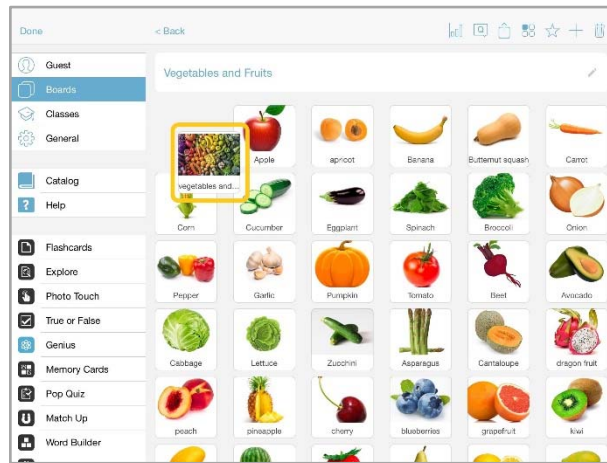 Done
< Back
Guest
Boards
Classes
General
Catalog
Help
Flashcards
Explore
Photo Touch
True or False
Genius
Memory Cards
Pop Quiz
Match Up
Word Builder
Vegetables and Fruits
vegetables and...
Apple
apricot
Banana
Butternut squash
Carrot
Corn
Cucumber
Eggplant
Spinach
Broccoli
Onion
Pepper
Garlic
Pumpkin
Tomato
Beet
Avocado
Cabbage
Lettuce
Zucchini
Asparagus
Cantaloupe
dragon fruit
peach
pineapple
cherry
blueberries
grapefruit
kiwi